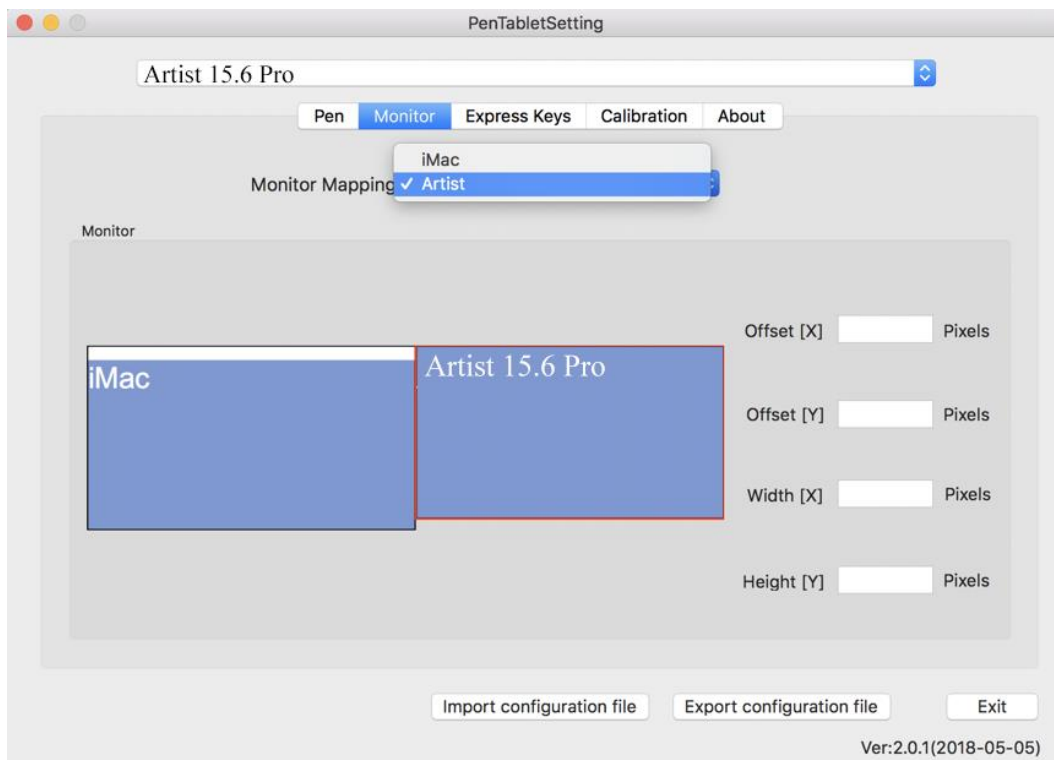 PenTabletSetting
Artist 15.6 Pro
Pen Monitor Express Keys Calibration About
iMac
Monitor Mapping ✓ Artist
Monitor
Offset [X] Pixels
iMac
Artist 15.6 Pro
Offset [Y] Pixels
Width [X] Pixels
Height [Y] Pixels
Import configuration file Export configuration file Exit
Ver:2.0.1(2018-05-05)